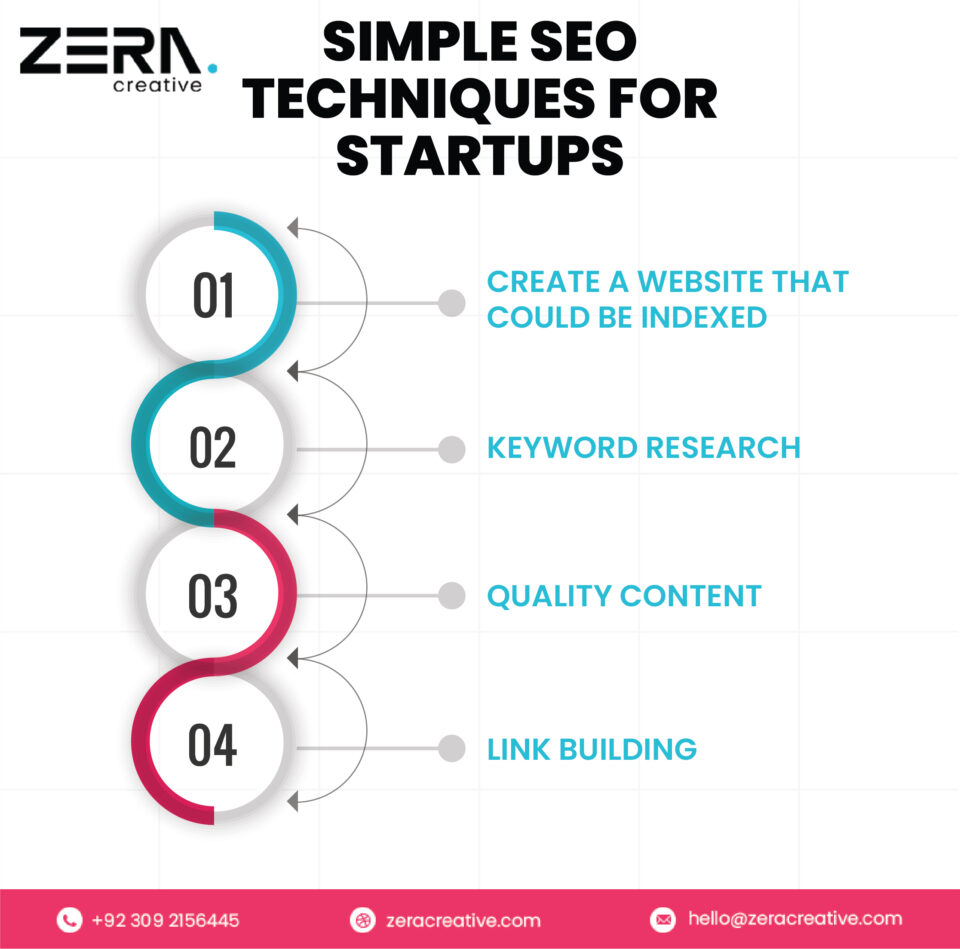 ZERA.
creative
SIMPLE SEO
TECHNIQUES FOR
STARTUPS
01
CREATE A WEBSITE THAT
COULD BE INDEXED
02
KEYWORD RESEARCH
03
QUALITY CONTENT
04
LINK BUILDING
+92 309 2156445
zeracreative.com
hello@zeracreative.com